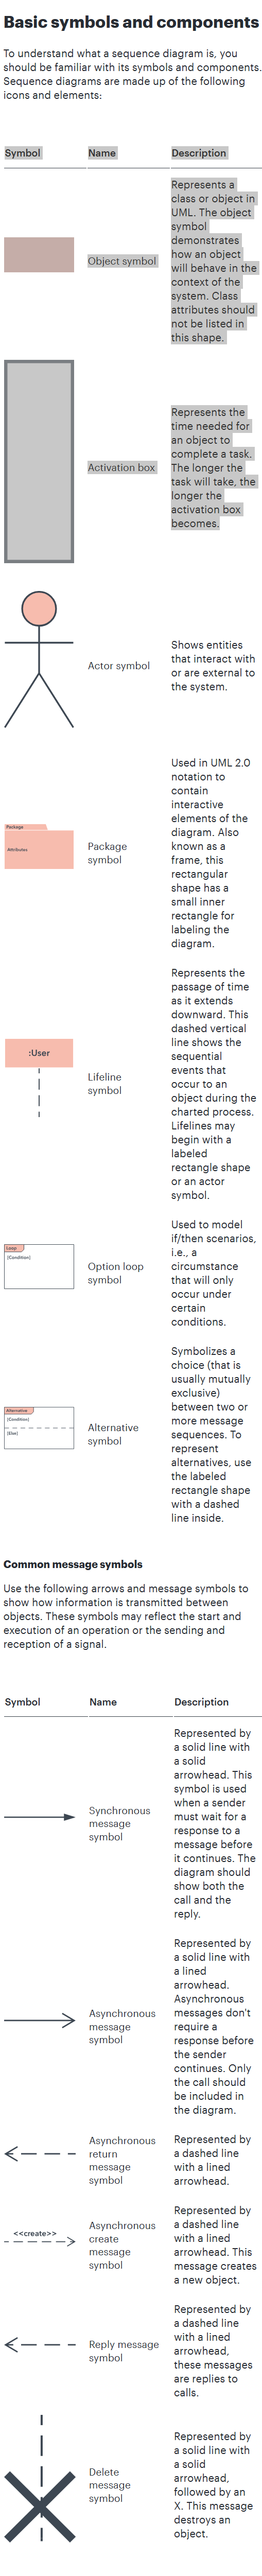 Basic symbols and components
To understand what a sequence diagram is, you
should be familiar with its symbols and components.
Sequence diagrams are made up of the following
icons and elements:
Symbol Name Description
Object symbol
Represents a
class or object in
UML. The object
symbol
demonstrates
how an object
will behave in the
context of the
system. Class
attributes should
not be listed in
this shape.
Activation box
Represents the
time needed for
an object to
complete a task.
The longer the
task will take, the
longer the
activation box
becomes.
Actor symbol
Shows entities
that interact with
or are external to
the system.
Package
Attributes
Package
symbol
Used in UML 2.0
notation to
contain
interactive
elements of the
diagram. Also
known as a
frame, this
rectangular
shape has a
small inner
rectangle for
labeling the
diagram.
:User
Lifeline
symbol
Represents the
passage of time
as it extends
downward. This
dashed vertical
line shows the
sequential
events that
occur to an
object during the
charted process.
Lifelines may
begin with a
labeled
rectangle shape
or an actor
symbol.
Loop
[Condition]
Option loop
symbol
Used to model
if/then scenarios,
i.e., a
circumstance
that will only
occur under
certain
conditions.
Alternative
[Condition]
[Else]
Alternative
symbol
Symbolizes a
choice (that is
usually mutually
exclusive)
between two or
more message
sequences. To
represent
alternatives, use
the labeled
rectangle shape
with a dashed
line inside.
Common message symbols
Use the following arrows and message symbols to
show how information is transmitted between
objects. These symbols may reflect the start and
execution of an operation or the sending and
reception of a signal.
Symbol Name Description
Synchronous
message
symbol
Represented by
a solid line with
a solid
arrowhead. This
symbol is used
when a sender
must wait for a
response to a
message before
it continues. The
diagram should
show both the
call and the
reply.
Asynchronous
message
symbol
Represented by
a solid line with
a lined
arrowhead.
Asynchronous
messages don't
require a
response before
the sender
continues. Only
the call should
be included in
the diagram.
Asynchronous
return
message
symbol
Represented by
a dashed line
with a lined
arrowhead.
<<create>>
Asynchronous
create
message
symbol
Represented by
a dashed line
with a lined
arrowhead. This
message creates
a new object.
Reply message
symbol
Represented by
a dashed line
with a lined
arrowhead,
these messages
are replies to
calls.
Delete
message
symbol
Represented by
a solid line with
a solid
arrowhead,
followed by an
X. This message
destroys an
object.